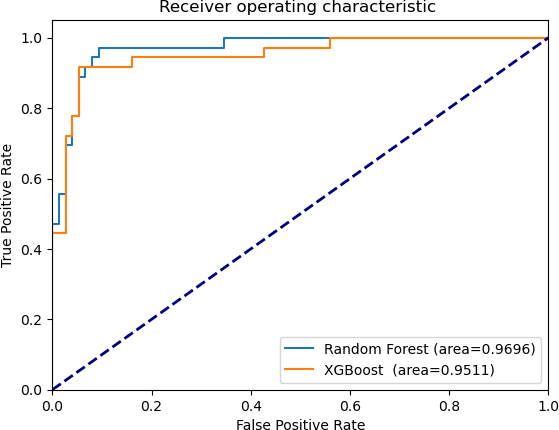 Receiver operating characteristic
True Positive Rate
1.0
0.8
0.6
0.4
0.2
0.0
Random Forest (area=0.9696)
XGBoost (area=0.9511)
0.0 0.2 0.4 0.6 0.8 1.0
False Positive Rate